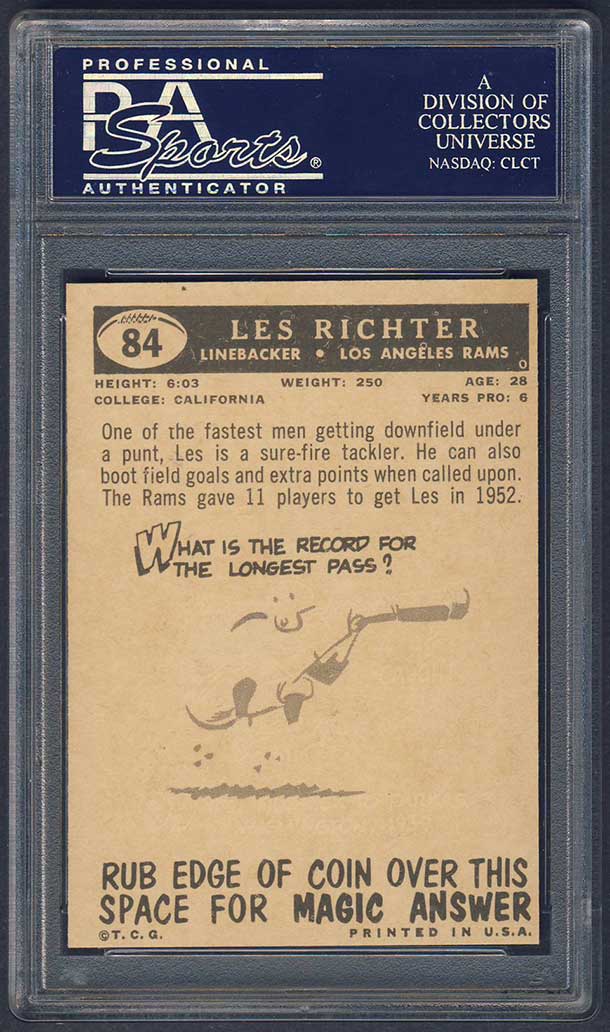 PROFESSIONAL
PSA
Sports®
AUTHENTICATOR
A
DIVISION OF
COLLECTORS
UNIVERSE
NASDAQ: CLCT
84
LES RICHTER
LINEBACKER • LOS ANGELES RAMS
HEIGHT: 6:03 WEIGHT: 250 AGE: 28
COLLEGE: CALIFORNIA YEARS PRO: 6
One of the fastest men getting downfield under
a punt, Les is a sure-fire tackler. He can also
boot field goals and extra points when called upon.
The Rams gave 11 players to get Les in 1952.
WHAT IS THE RECORD FOR
THE LONGEST PASS?
RUB EDGE OF COIN OVER THIS
SPACE FOR MAGIC ANSWER
©T.C.G. PRINTED IN U.S.A.